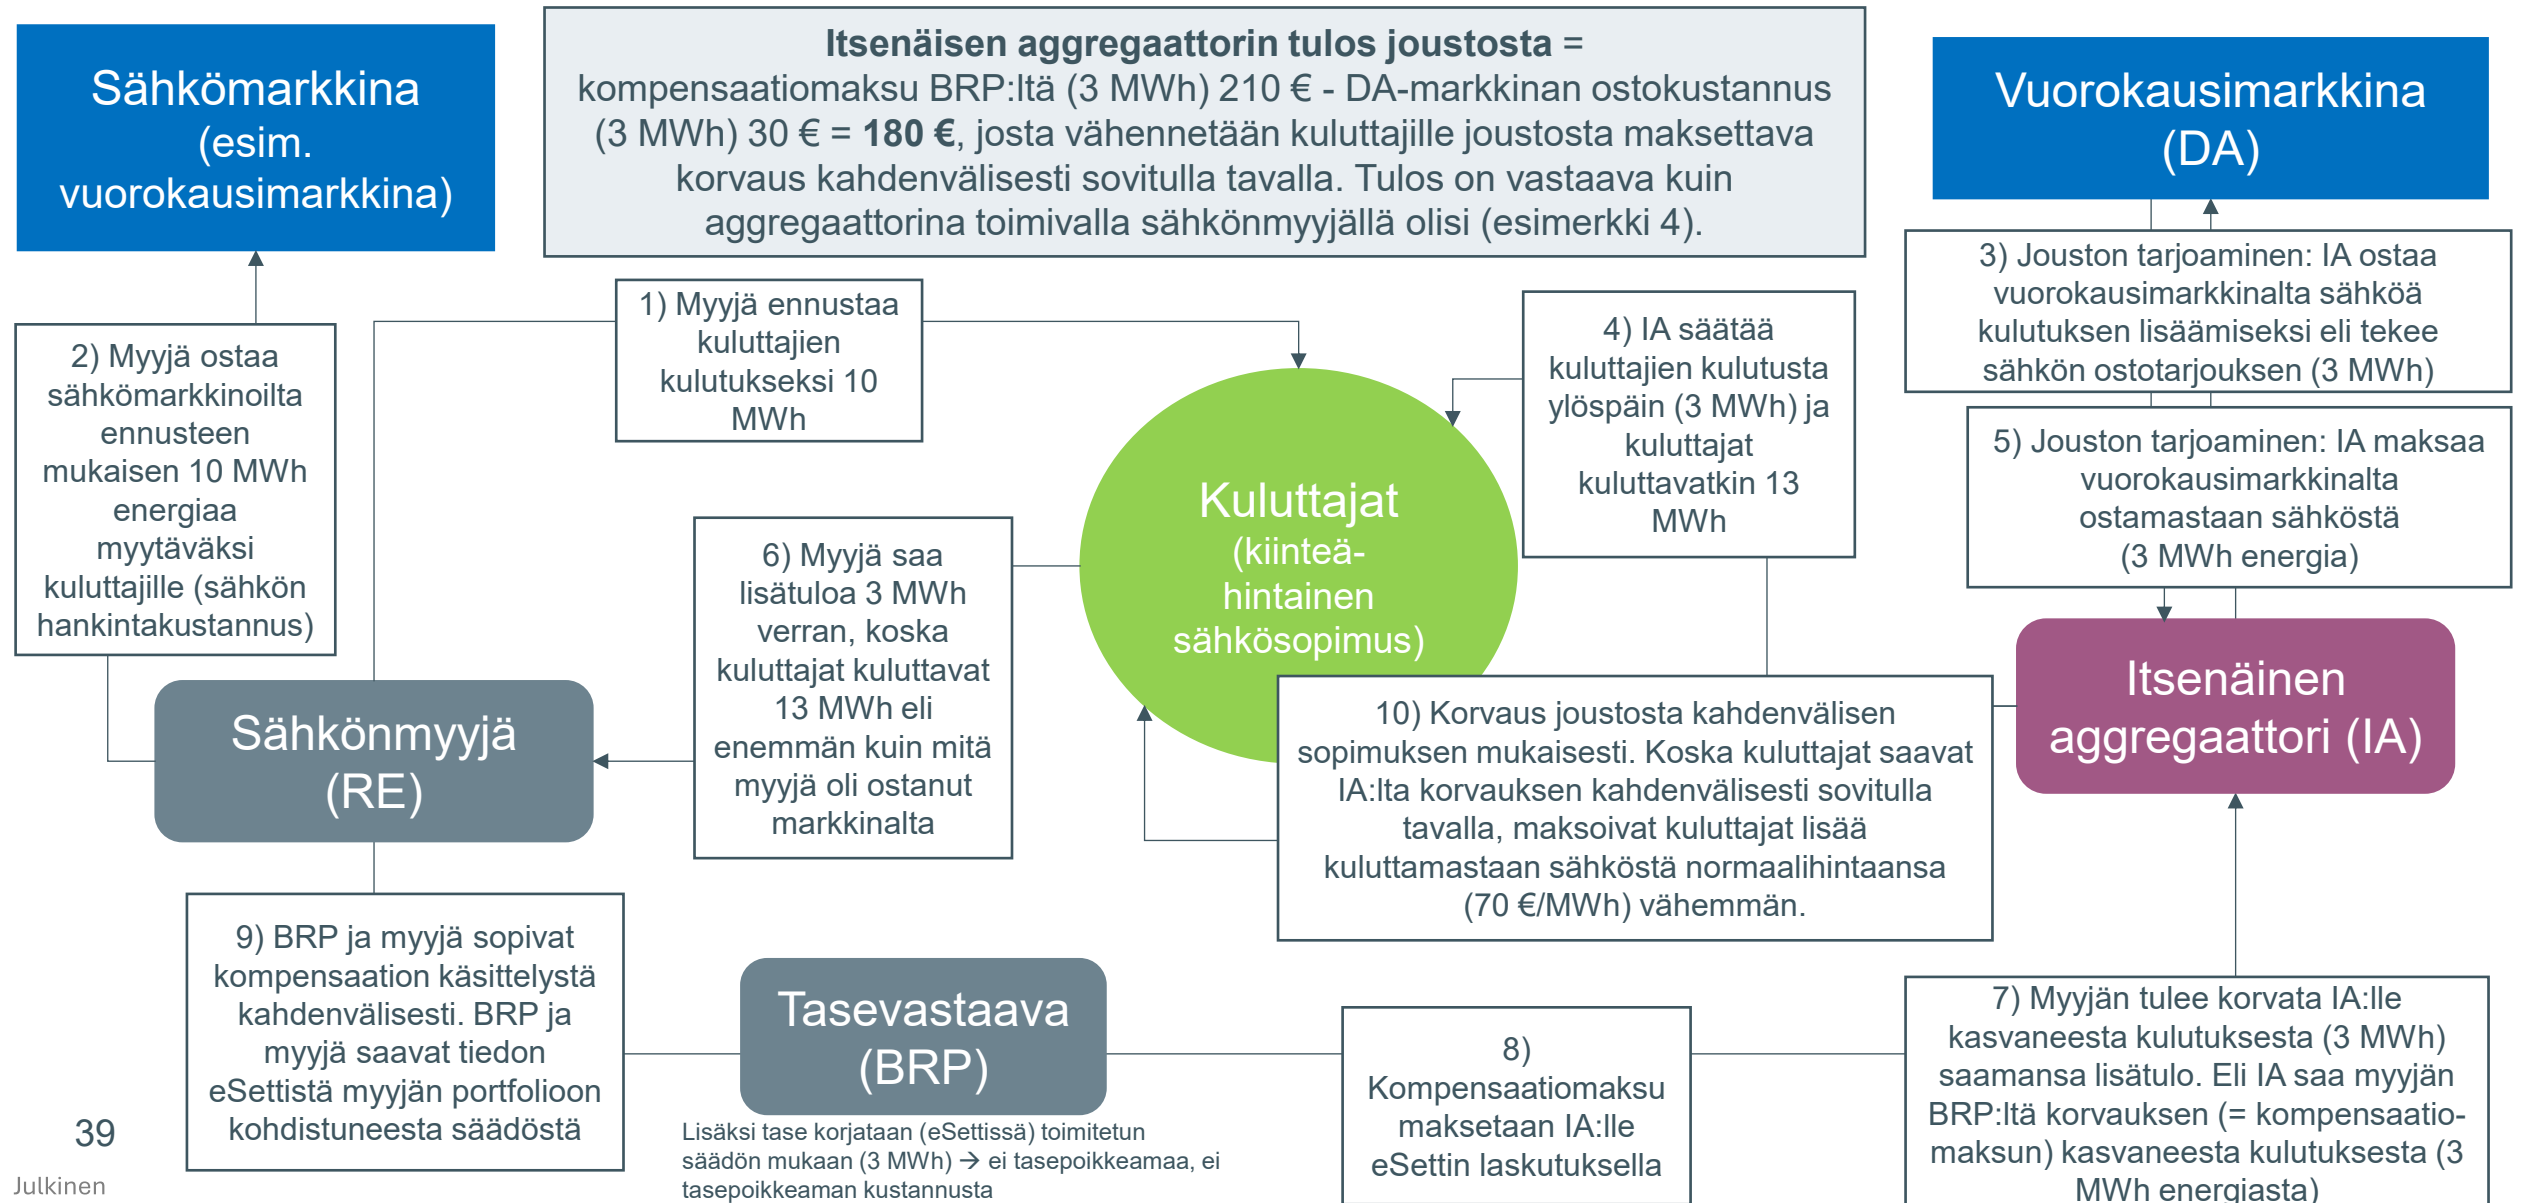 Sähkömarkkina
(esim.
vuorokausimarkkina)
Itsenäisen aggregaattorin tulos joustosta =
kompensaatiomaksu BRP:ltä (3 MWh) 210 € - DA-markkinan ostokustannus
(3 MWh) 30 € = 180 €, josta vähennetään kuluttajille joustosta maksettava
korvaus kahdenvälisesti sovitulla tavalla. Tulos on vastaava kuin
aggregaattorina toimivalla sähkönmyyjällä olisi (esimerkki 4).
Vuorokausimarkkina
(DA)
1) Myyjä ennustaa
kuluttajien
kulutukseksi 10
MWh
2) Myyjä ostaa
sähkömarkkinoilta
ennusteen
mukaisen 10 MWh
energiaa
myytäväksi
kuluttajille (sähkön
hankintakustannus)
3) Jouston tarjoaminen: IA ostaa
vuorokausimarkkinalta sähköä
kulutuksen lisäämiseksi eli tekee
sähkön ostotarjouksen (3 MWh)
4) IA säätää
kuluttajien kulutusta
ylöspäin (3 MWh) ja
kuluttajat
kuluttavatkin 13
MWh
5) Jouston tarjoaminen: IA maksaa
vuorokausimarkkinalta
ostamastaan sähköstä
(3 MWh energia)
Kuluttajat
(kiinteä-
hintainen
sähkösopimus)
6) Myyjä saa
lisätuloa 3 MWh
verran, koska
kuluttajat kuluttavat
13 MWh eli
enemmän kuin mitä
myyjä oli ostanut
markkinalta
Sähkönmyyjä
(RE)
Itsenäinen
aggregaattori (IA)
10) Korvaus joustosta kahdenvälisen
sopimuksen mukaisesti. Koska kuluttajat saavat
IA:lta korvauksen kahdenvälisesti sovitulla
tavalla, maksoivat kuluttajat lisää
kuluttamastaan sähköstä normaalihintaansa
(70 €/MWh) vähemmän.
9) BRP ja myyjä sopivat
kompensaation käsittelystä
kahdenvälisesti. BRP ja
myyjä saavat tiedon
eSettistä myyjän portfolioon
kohdistuneesta säädöstä
Tasevastaava
(BRP)
8)
Kompensaatiomaksu
maksetaan IA:lle
eSettin laskutuksella
7) Myyjän tulee korvata IA:lle
kasvaneesta kulutuksesta (3 MWh)
saamansa lisätulo. Eli IA saa myyjän
BRP:ltä korvauksen (= kompensaatio-
maksun) kasvaneesta kulutuksesta (3
MWh energiasta)
Lisäksi tase korjataan (eSettissä) toimitetun
säädön mukaan (3 MWh) → ei tasepoikkeamaa, ei
tasepoikkeaman kustannusta
39
Julkinen